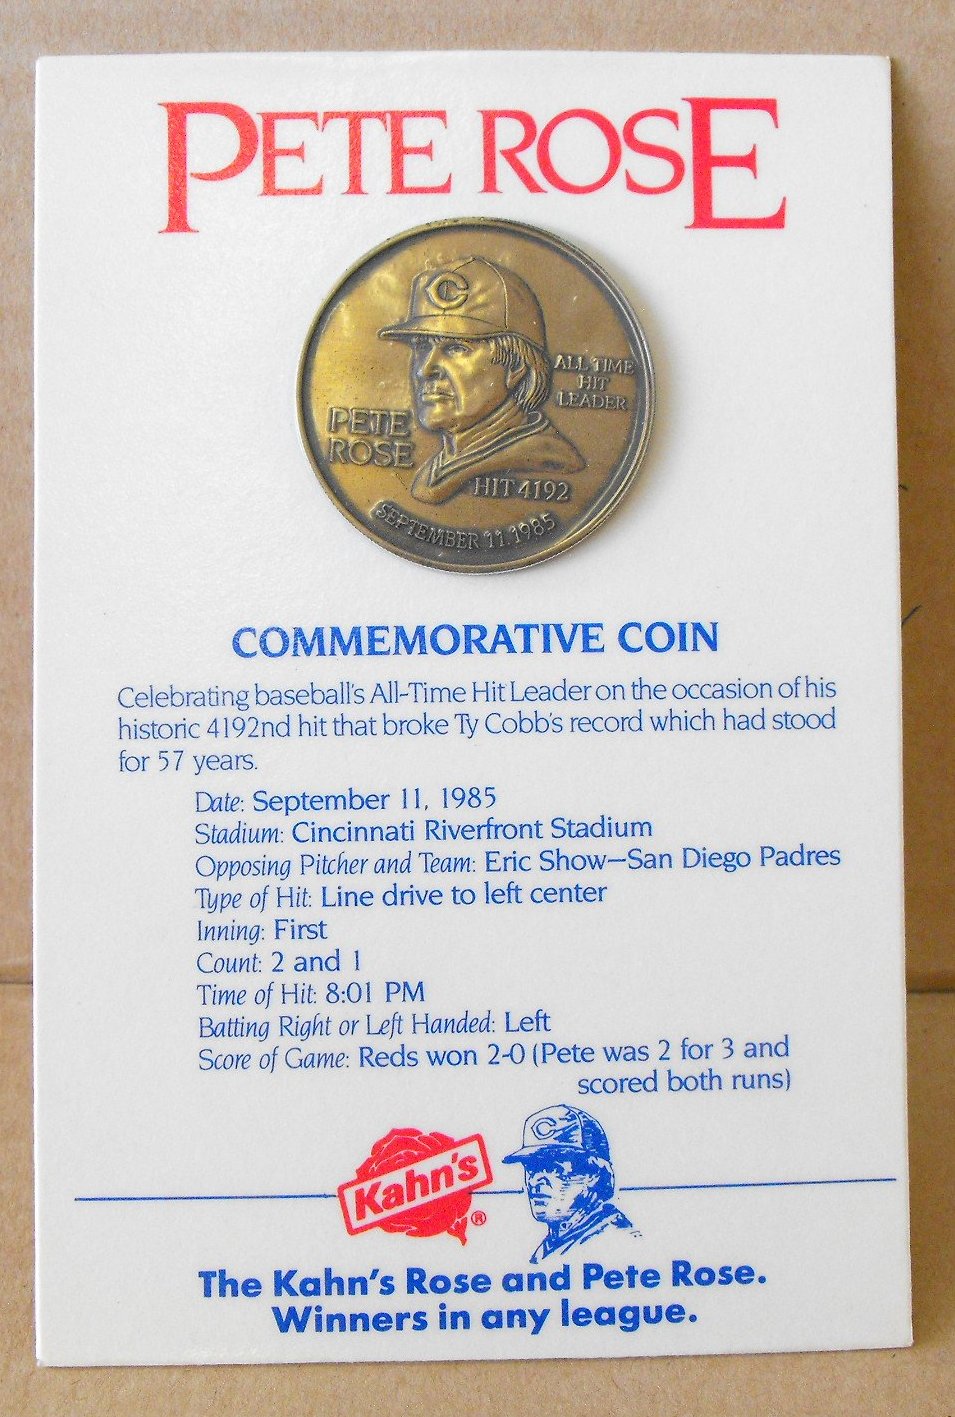 PETE ROSE
C
ALL TIME
HIT
LEADER
PETE
ROSE
HIT 4192
SEPTEMBER 11, 1985
COMMEMORATIVE COIN
Celebrating baseball's All-Time Hit Leader on the occasion of his
historic 4192nd hit that broke Ty Cobb's record which had stood
for 57 years.
Date: September 11, 1985
Stadium: Cincinnati Riverfront Stadium
Opposing Pitcher and Team: Eric Show—San Diego Padres
Type of Hit: Line drive to left center
Inning: First
Count: 2 and 1
Time of Hit: 8:01 PM
Batting Right or Left Handed: Left
Score of Game: Reds won 2-0 (Pete was 2 for 3 and
scored both runs)
C
Kahn's ®
The Kahn's Rose and Pete Rose.
Winners in any league.